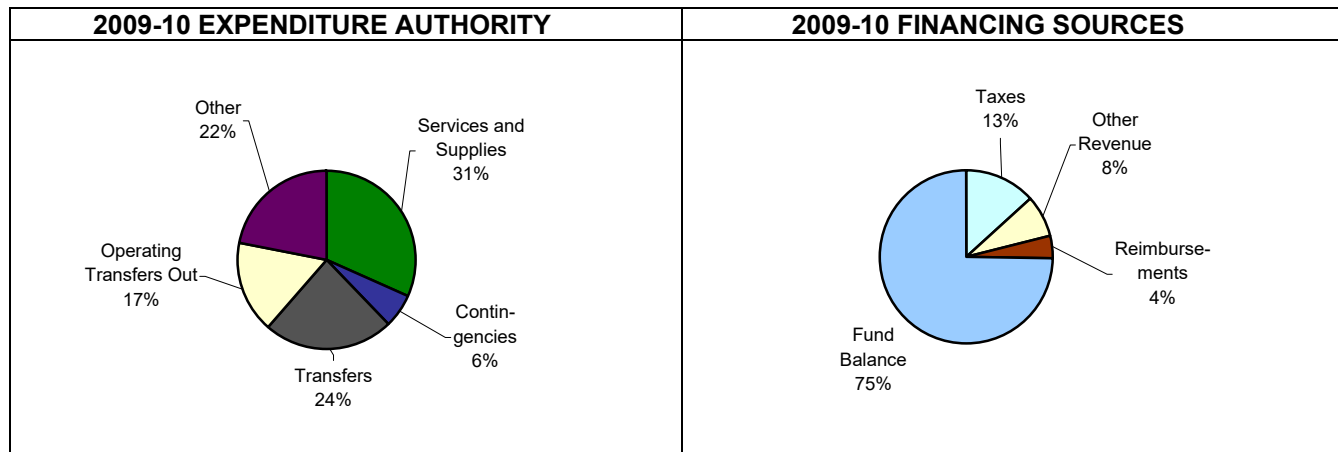 2009-10 EXPENDITURE AUTHORITY
Other
22%
Services and
Supplies
31%
Operating
Transfers Out
17%
Contin-
gencies
6%
Transfers
24%
2009-10 FINANCING SOURCES
Taxes
13%
Other
Revenue
8%
Reimburse-
ments
4%
Fund
Balance
75%